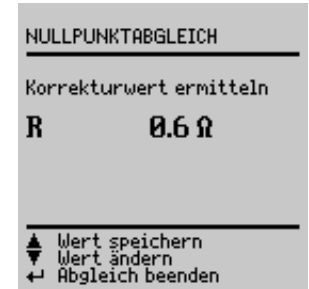 NULLPUNKTABGLEICH
Korrekturwert ermitteln
R 0.6 Ω
▲ Wert speichern
▼ Wert ändern
↵ Abgleich beenden